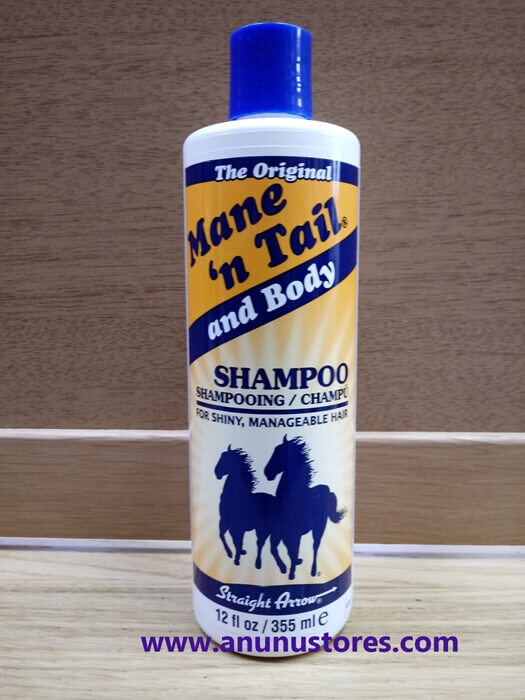 The Original
Mane
'n Tail®
and Body
SHAMPOO
SHAMPOOING / CHAMPÚ
FOR SHINY, MANAGEABLE HAIR
Straight Arrow®
12 fl oz / 355 ml e
www.anunustores.com